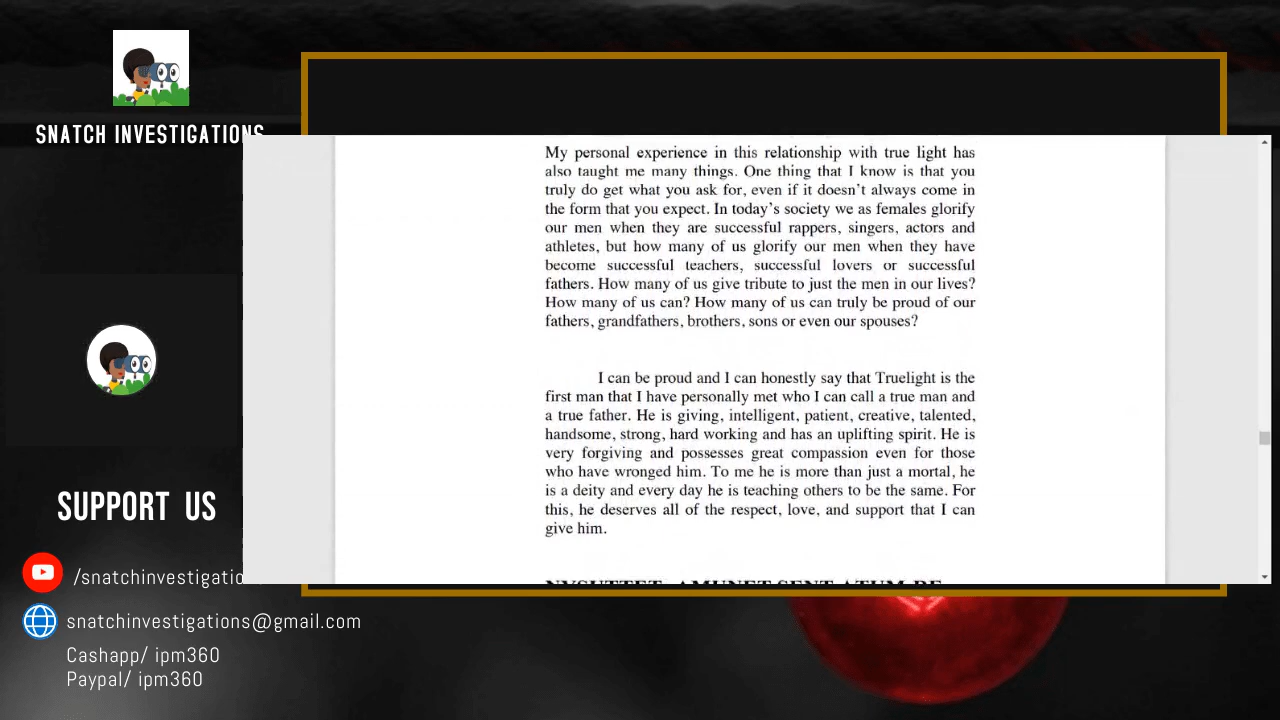 SNATCH INVESTIGATIONS
My personal experience in this relationship with true light has
also taught me many things. One thing that I know is that you
truly do get what you ask for, even if it doesn't always come in
the form that you expect. In today's society we as females glorify
our men when they are successful rappers, singers, actors and
athletes, but how many of us glorify our men when they have
become successful teachers, successful lovers or successful
fathers. How many of us give tribute to just the men in our lives?
How many of us can? How many of us can truly be proud of our
fathers, grandfathers, brothers, sons or even our spouses?
I can be proud and I can honestly say that Truelight is the
first man that I have personally met who I can call a true man and
a true father. He is giving, intelligent, patient, creative, talented,
handsome, strong, hard working and has an uplifting spirit. He is
very forgiving and possesses great compassion even for those
who have wronged him. To me he is more than just a mortal, he
is a deity and every day he is teaching others to be the same. For
this, he deserves all of the respect, love, and support that I can
give him.
SUPPORT US
/snatchinvestigatio
snatchinvestigations@gmail.com
Cashapp/ ipm360
Paypal/ ipm360